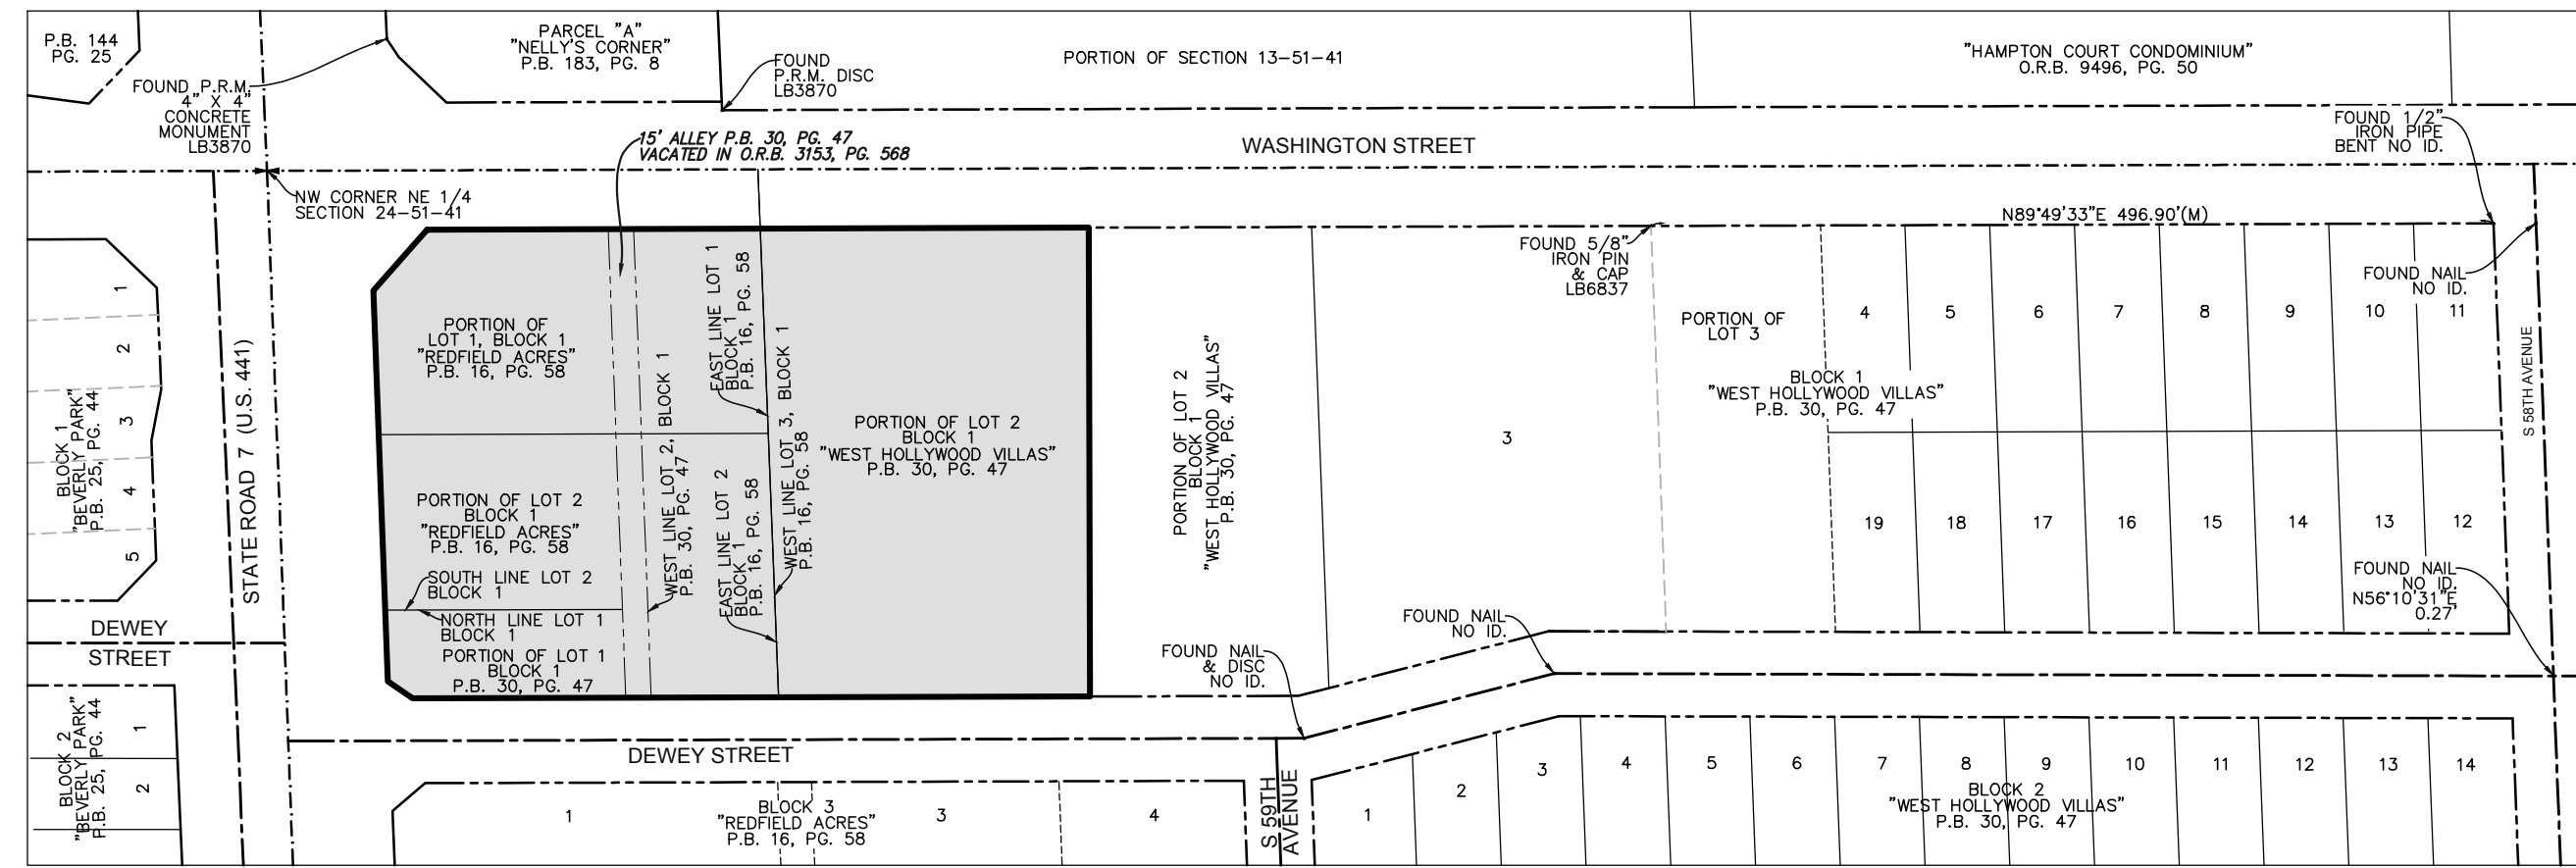 P.B. 144
PG. 25
PARCEL "A"
"NELLY'S CORNER"
P.B. 183, PG. 8
FOUND P.R.M.
4" X 4"
CONCRETE
MONUMENT
LB3870
FOUND
P.R.M. DISC
LB3870
PORTION OF SECTION 13-51-41
"HAMPTON COURT CONDOMINIUM"
O.R.B. 9496, PG. 50
15' ALLEY P.B. 30, PG. 47
VACATED IN O.R.B. 3153, PG. 568
WASHINGTON STREET
FOUND 1/2"
IRON PIPE
BENT NO ID.
NW CORNER NE 1/4
SECTION 24-51-41
N89°49'33"E 496.90'(M)
FOUND 5/8"
IRON PIN
& CAP
LB6837
FOUND NAIL
NO ID.
1
2
3
4
5
BLOCK 1
"BEVERLY PARK"
P.B. 25, PG. 44
STATE ROAD 7 (U.S. 441)
PORTION OF
LOT 1, BLOCK 1
"REDFIELD ACRES"
P.B. 16, PG. 58
PORTION OF LOT 2
BLOCK 1
"REDFIELD ACRES"
P.B. 16, PG. 58
SOUTH LINE LOT 2
BLOCK 1
NORTH LINE LOT 1
BLOCK 1
PORTION OF LOT 1
BLOCK 1
P.B. 30, PG. 47
WEST LINE LOT 2, BLOCK 1
P.B. 30, PG. 47
EAST LINE LOT 1
BLOCK 1
P.B. 16, PG. 58
EAST LINE LOT 2
BLOCK 1
P.B. 16, PG. 58
WEST LINE LOT 3, BLOCK 1
P.B. 16, PG. 58
PORTION OF LOT 2
BLOCK 1
"WEST HOLLYWOOD VILLAS"
P.B. 30, PG. 47
PORTION OF LOT 2
BLOCK 1
"WEST HOLLYWOOD VILLAS"
P.B. 30, PG. 47
3
PORTION OF
LOT 3
4
5
6
7
8
9
10
11
BLOCK 1
"WEST HOLLYWOOD VILLAS"
P.B. 30, PG. 47
19
18
17
16
15
14
13
12
S 58TH AVENUE
FOUND NAIL
NO ID.
N56°10'31"E
0.27'
FOUND NAIL
NO ID.
FOUND NAIL
& DISC
NO ID.
DEWEY
STREET
BLOCK 2
"BEVERLY PARK"
P.B. 25, PG. 44
1
2
DEWEY STREET
1
BLOCK 3
"REDFIELD ACRES"
P.B. 16, PG. 58
3
4
S 59TH
AVENUE
1
2
3
4
5
6
7
8
9
10
11
12
13
14
BLOCK 2
"WEST HOLLYWOOD VILLAS"
P.B. 30, PG. 47